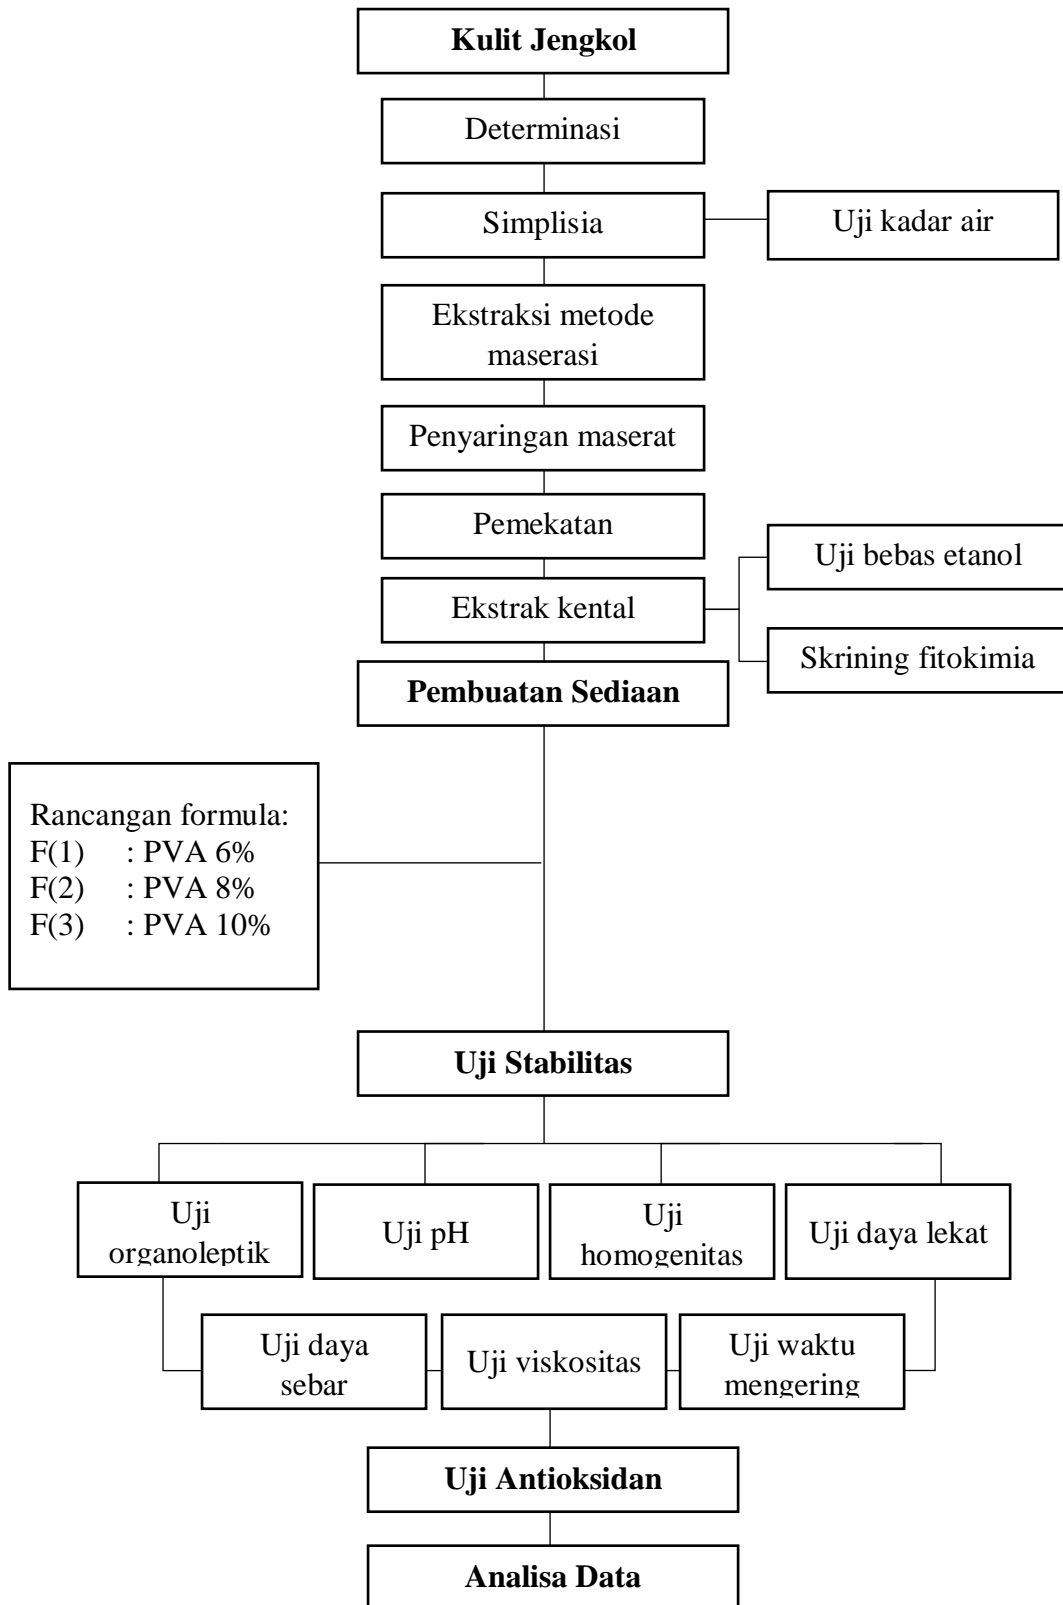 Kulit Jengkol
Determinasi
Simplisia
Uji kadar air
Ekstraksi metode
maserasi
Penyaringan maserat
Pemekatan
Uji bebas etanol
Ekstrak kental
Skrining fitokimia
Pembuatan Sediaan
Rancangan formula:
F(1) : PVA 6%
F(2) : PVA 8%
F(3) : PVA 10%
Uji Stabilitas
Uji
organoleptik
Uji pH
Uji
homogenitas
Uji daya lekat
Uji daya
sebar
Uji viskositas
Uji waktu
mengering
Uji Antioksidan
Analisa Data